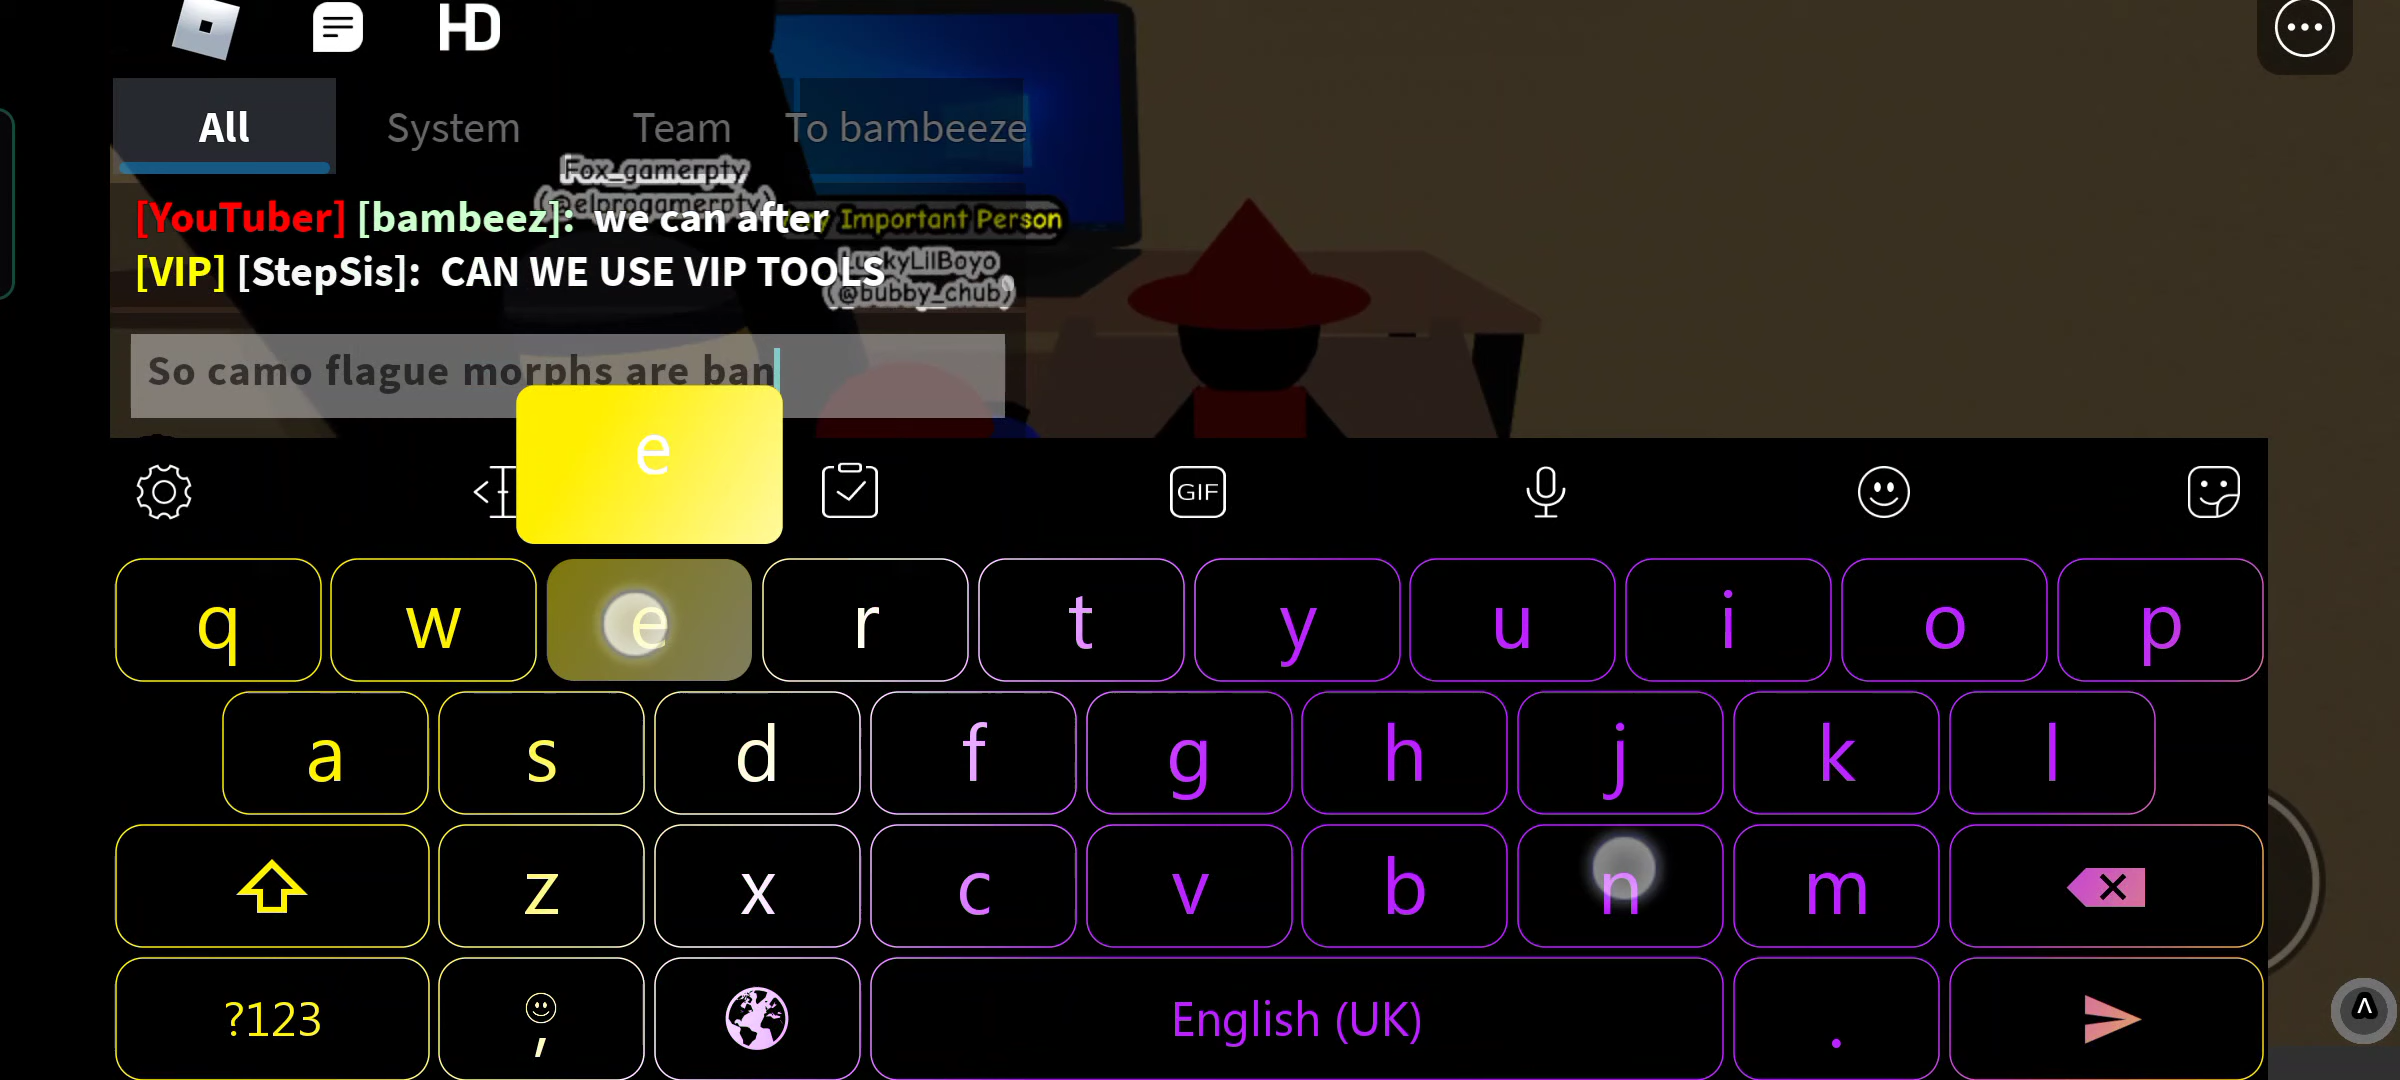 HD
All System Team To bambeeze
Fox_gamerpty
(@elprogamerpty)
[YouTuber] [bambeez]: we can after
Important Person
[VIP] [StepSis]: CAN WE USE VIP TOOLS
LuckyLilBoyo
(@bubby_chub)
So camo flague morphs are ban
e
GIF
q w e r t y u i o p
a s d f g h j k l
z x c v b n m
?123 , English (UK) .